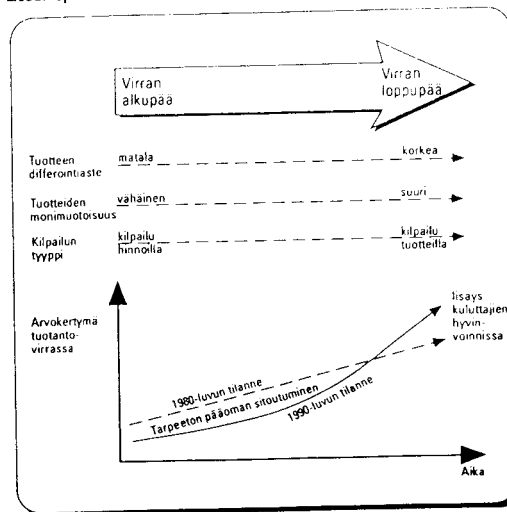 Virran
alkupää
Virran
loppupää
Tuotteen
differointiaste
matala
korkea
Tuotteiden
monimuotoisuus
vähäinen
suuri
Kilpailun
tyyppi
kilpailu
hinnoilla
kilpailu
tuotteilla
Arvokertymä
tuotanto-
virrassa
lisäys
kuluttajien
hyvin-
voinnissa
1980-luvun tilanne
Tarpeeton pääoman sitoutuminen
1990-luvun tilanne
Aika